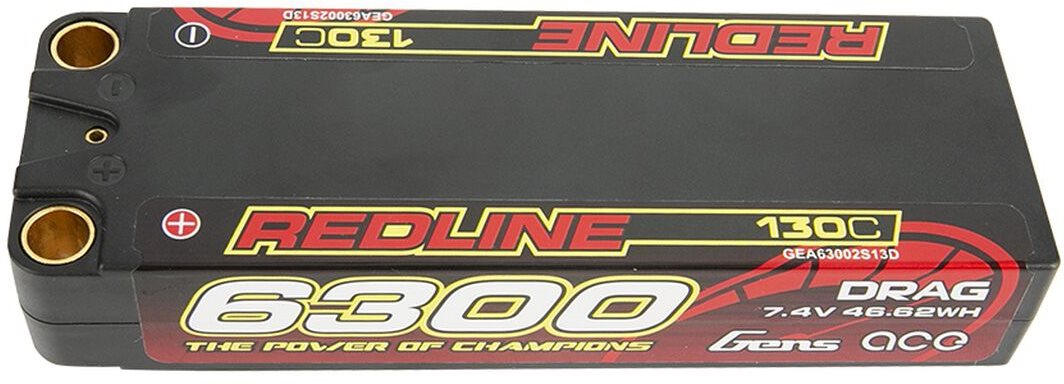 GEA63002S13D
130C REDLINE
REDLINE 130C
GEA63002S13D
6300 DRAG
7.4V 46.62WH
THE POWER OF CHAMPIONS Gens ace